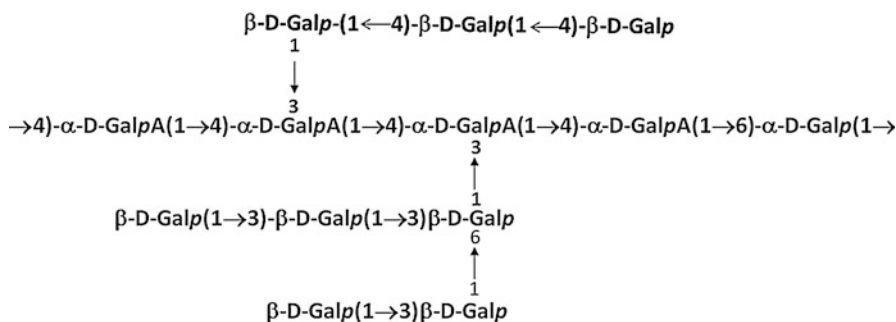 β-D-Galp-(1←4)-β-D-Galp(1←4)-β-D-Galp
1
↓
3
→4)-α-D-GalpA(1→4)-α-D-GalpA(1→4)-α-D-GalpA(1→4)-α-D-GalpA(1→6)-α-D-Galp(1→
3
↑
1
β-D-Galp(1→3)-β-D-Galp(1→3)β-D-Galp
6
↑
1
β-D-Galp(1→3)β-D-Galp